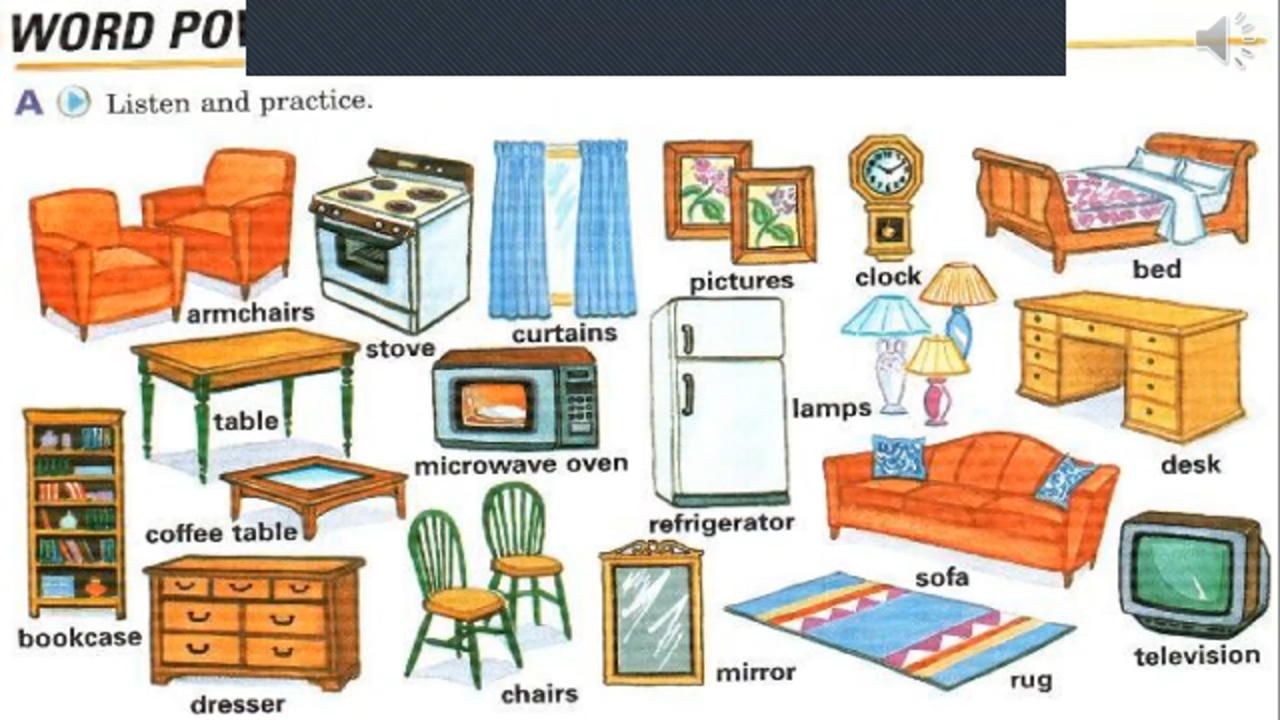 WORD
A Listen and practice.
armchairs
stove
curtains
pictures
clock
bed
table
microwave oven
refrigerator
lamps
desk
coffee table
sofa
bookcase
dresser
chairs
mirror
rug
television